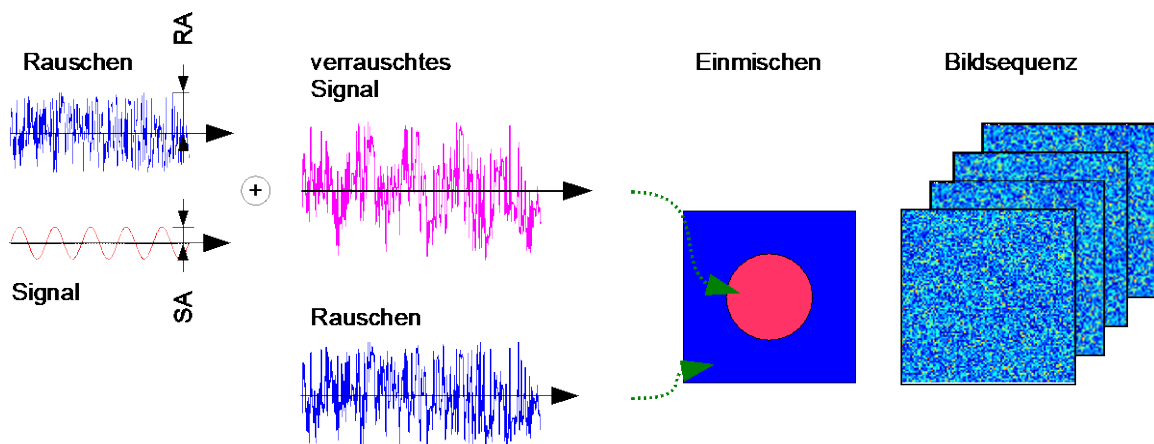 Rauschen
RA
Signal
SA
+
verrauschtes
Signal
Rauschen
Einmischen
Bildsequenz